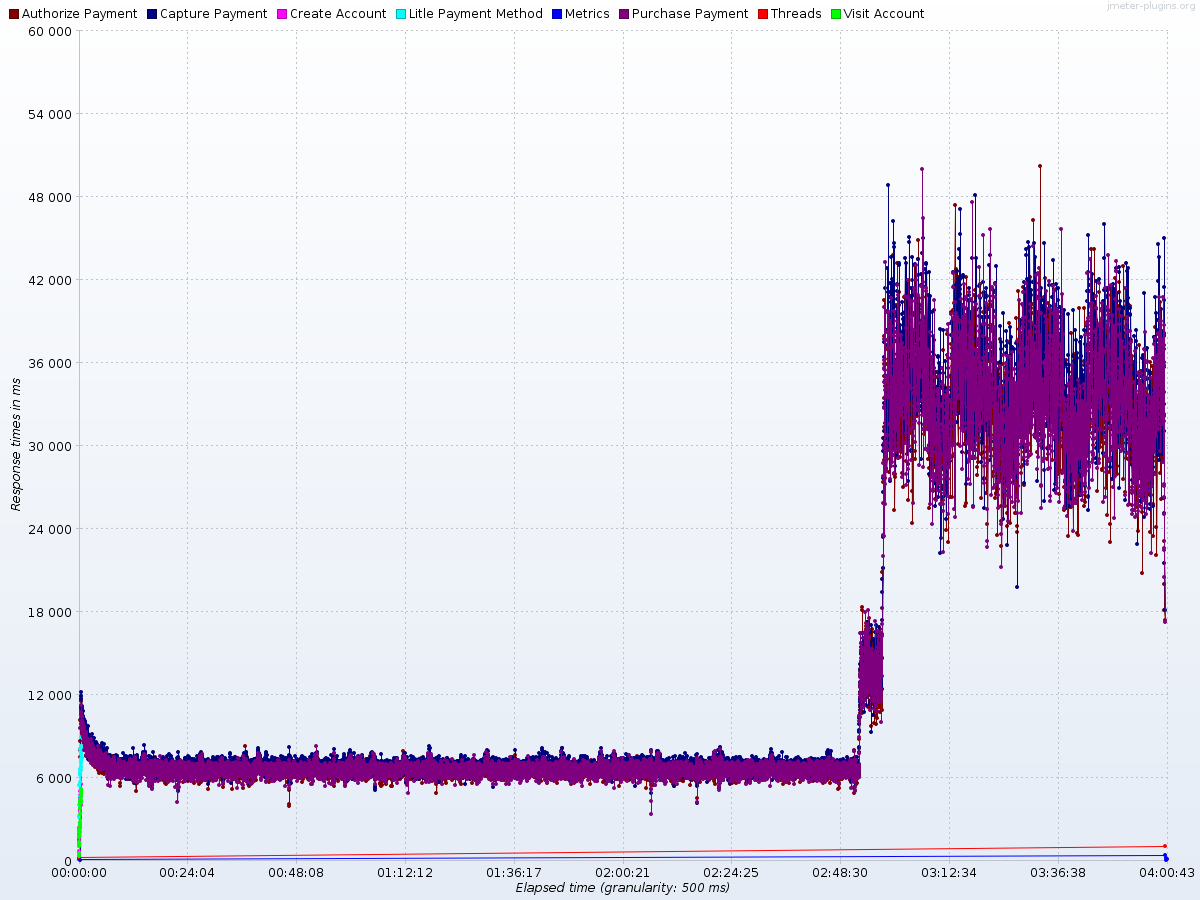 jmeter-plugins.org
Authorize Payment Capture Payment Create Account Litle Payment Method Metrics Purchase Payment Threads Visit Account
60 000
54 000
48 000
42 000
36 000
30 000
24 000
18 000
12 000
6 000
0
Response times in ms
00:00:00 00:24:04 00:48:08 01:12:12 01:36:17 02:00:21 02:24:25 02:48:30 03:12:34 03:36:38 04:00:43
Elapsed time (granularity: 500 ms)